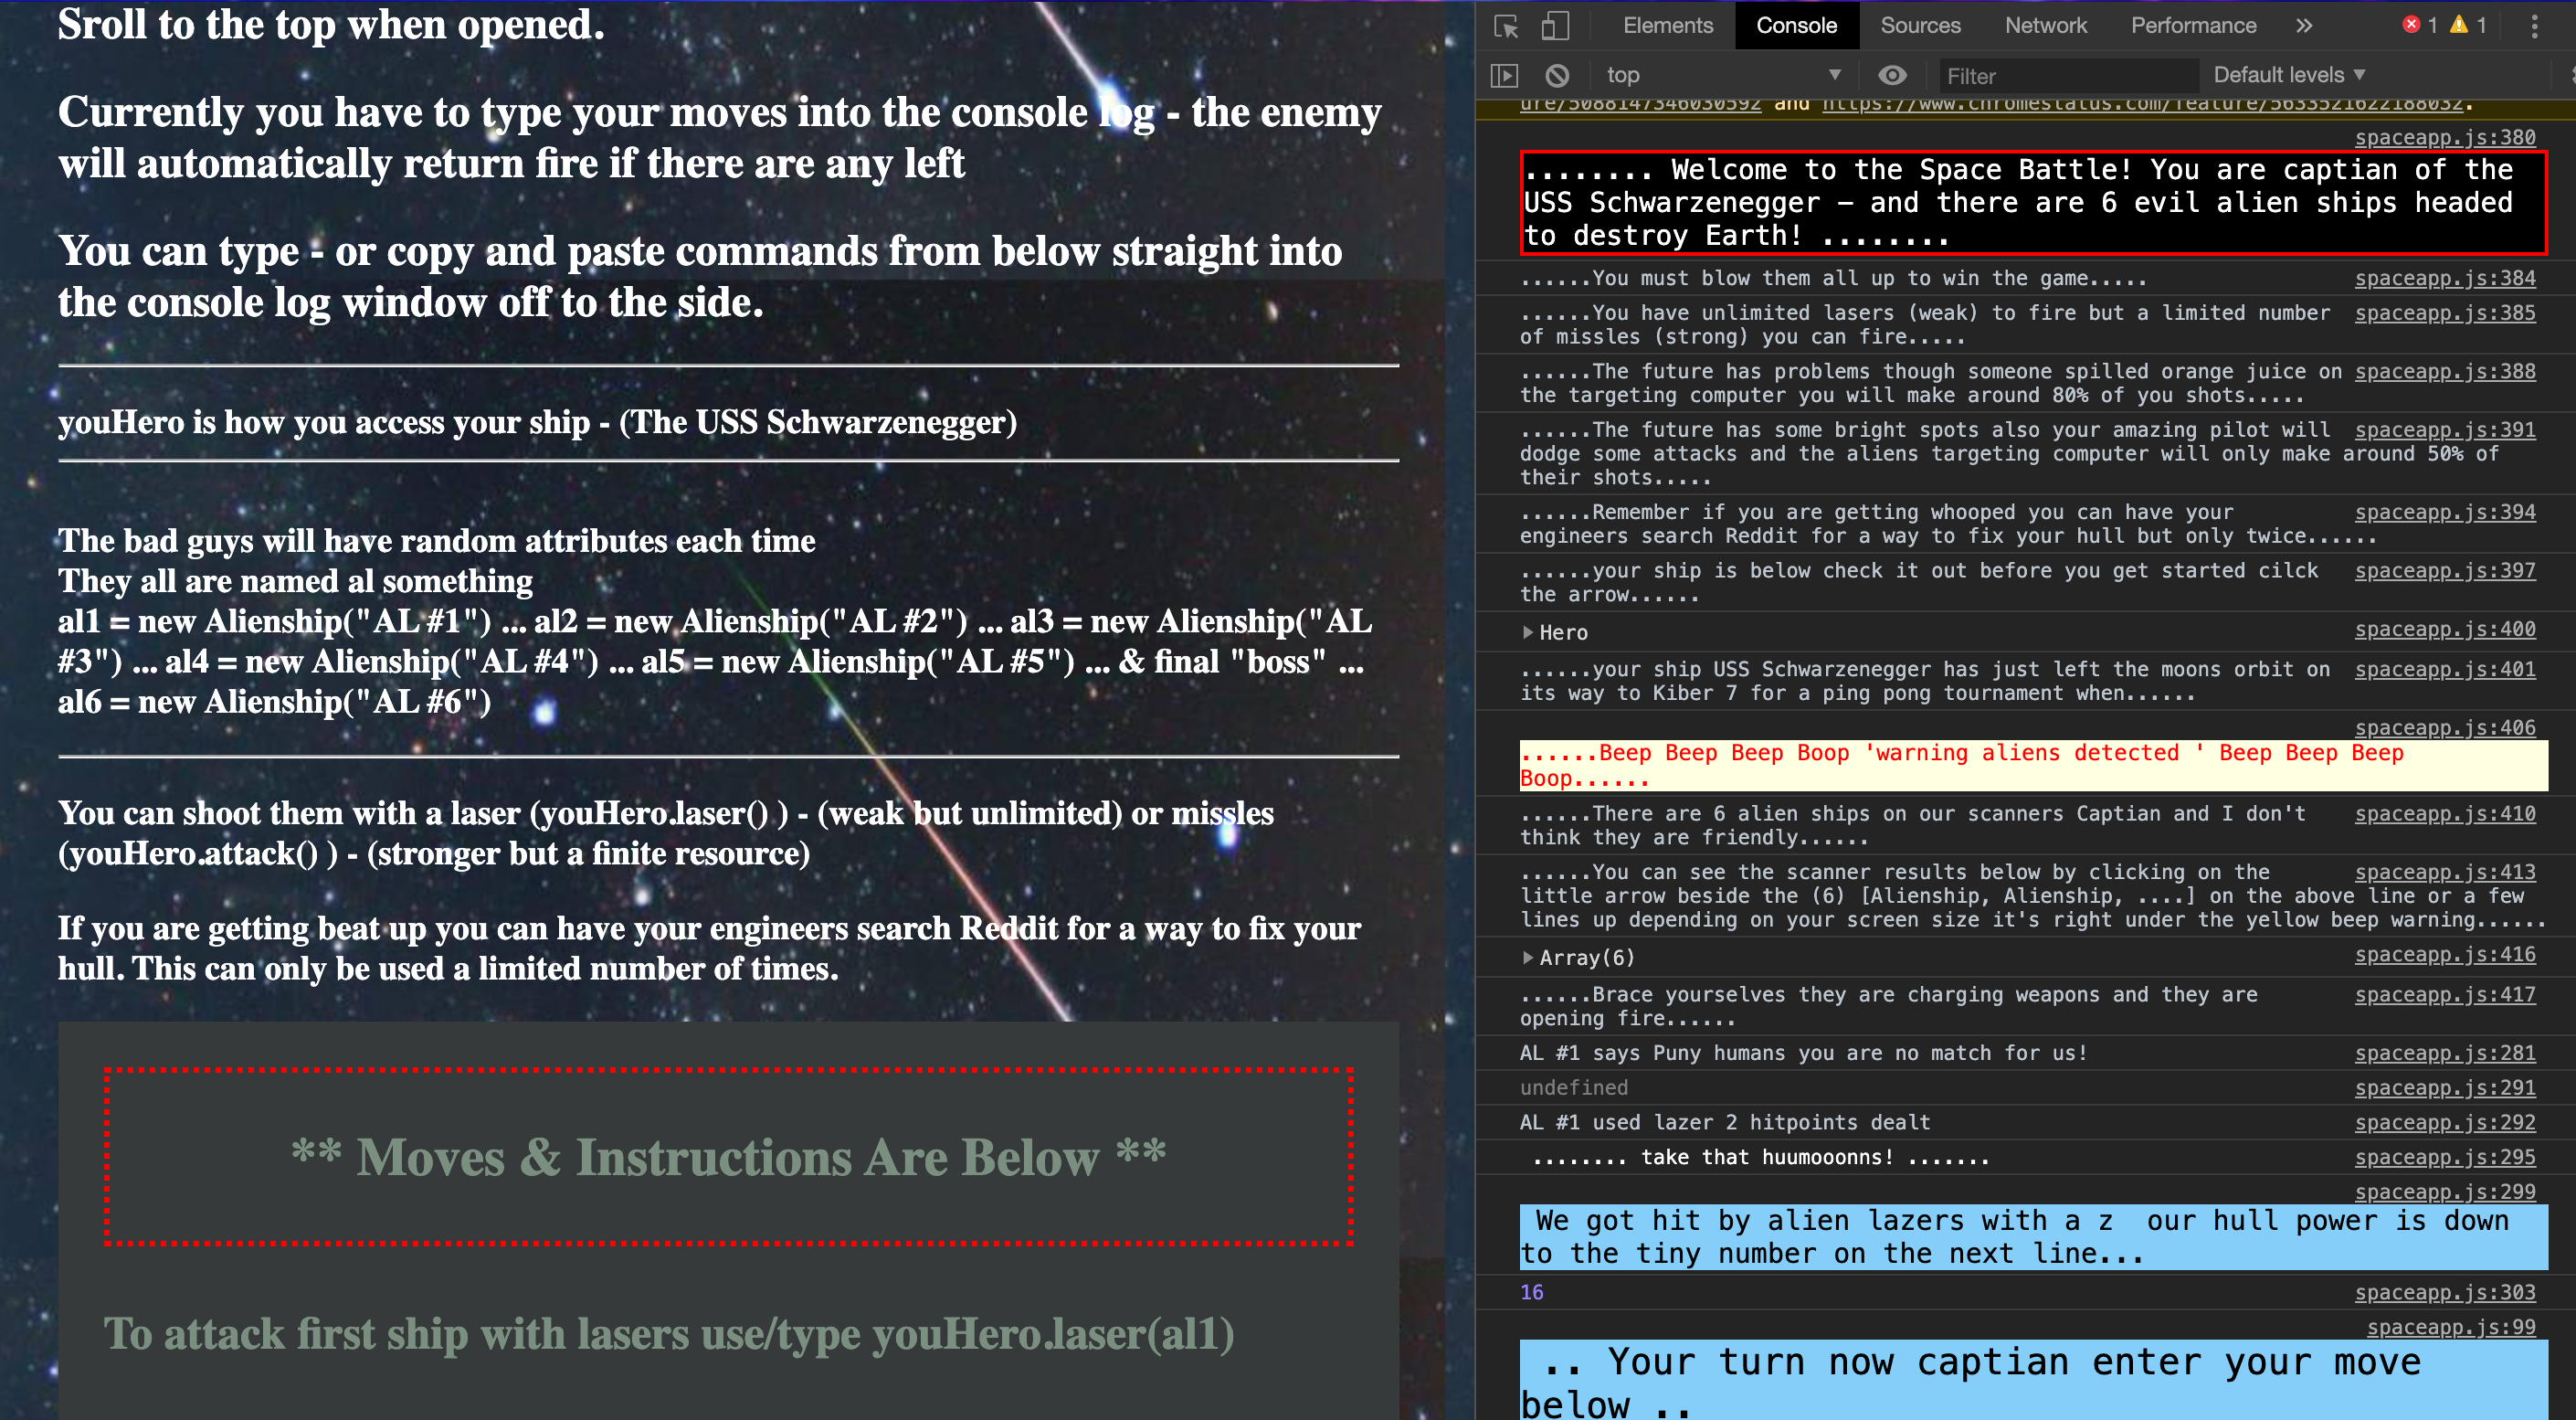 Sroll to the top when opened.
Currently you have to type your moves into the console log - the enemy
will automatically return fire if there are any left
You can type - or copy and paste commands from below straight into
the console log window off to the side.
youHero is how you access your ship - (The USS Schwarzenegger)
The bad guys will have random attributes each time
They all are named al something
al1 = new Alienship("AL #1") ... al2 = new Alienship("AL #2") ... al3 = new Alienship("AL
#3") ... al4 = new Alienship("AL #4") ... al5 = new Alienship("AL #5") ... & final "boss" ...
al6 = new Alienship("AL #6")
You can shoot them with a laser (youHero.laser() ) - (weak but unlimited) or missles
(youHero.attack() ) - (stronger but a finite resource)
If you are getting beat up you can have your engineers search Reddit for a way to fix your
hull. This can only be used a limited number of times.
** Moves & Instructions Are Below **
To attack first ship with lasers use/type youHero.laser(al1)
Elements Console Sources Network Performance » 1 1
top Filter Default levels
ure/5088147346030592 and https://www.chromestatus.com/feature/5633521622188032.
spaceapp.js:380
........ Welcome to the Space Battle! You are captian of the
USS Schwarzenegger – and there are 6 evil alien ships headed
to destroy Earth! ........
......You must blow them all up to win the game..... spaceapp.js:384
......You have unlimited lasers (weak) to fire but a limited number spaceapp.js:385
of missles (strong) you can fire.....
......The future has problems though someone spilled orange juice on spaceapp.js:388
the targeting computer you will make around 80% of you shots.....
......The future has some bright spots also your amazing pilot will spaceapp.js:391
dodge some attacks and the aliens targeting computer will only make around 50% of
their shots.....
......Remember if you are getting whooped you can have your spaceapp.js:394
engineers search Reddit for a way to fix your hull but only twice......
......your ship is below check it out before you get started cilck spaceapp.js:397
the arrow......
Hero spaceapp.js:400
......your ship USS Schwarzenegger has just left the moons orbit on spaceapp.js:401
its way to Kiber 7 for a ping pong tournament when......
spaceapp.js:406
......Beep Beep Beep Boop 'warning aliens detected ' Beep Beep Beep
Boop......
......There are 6 alien ships on our scanners Captian and I don't spaceapp.js:410
think they are friendly......
......You can see the scanner results below by clicking on the spaceapp.js:413
little arrow beside the (6) [Alienship, Alienship, ....] on the above line or a few
lines up depending on your screen size it's right under the yellow beep warning......
Array(6) spaceapp.js:416
......Brace yourselves they are charging weapons and they are spaceapp.js:417
opening fire......
AL #1 says Puny humans you are no match for us! spaceapp.js:281
undefined spaceapp.js:291
AL #1 used lazer 2 hitpoints dealt spaceapp.js:292
........ take that huumooonns! ....... spaceapp.js:295
spaceapp.js:299
We got hit by alien lazers with a z  our hull power is down
to the tiny number on the next line...
16 spaceapp.js:303
spaceapp.js:99
.. Your turn now captian enter your move
below ..